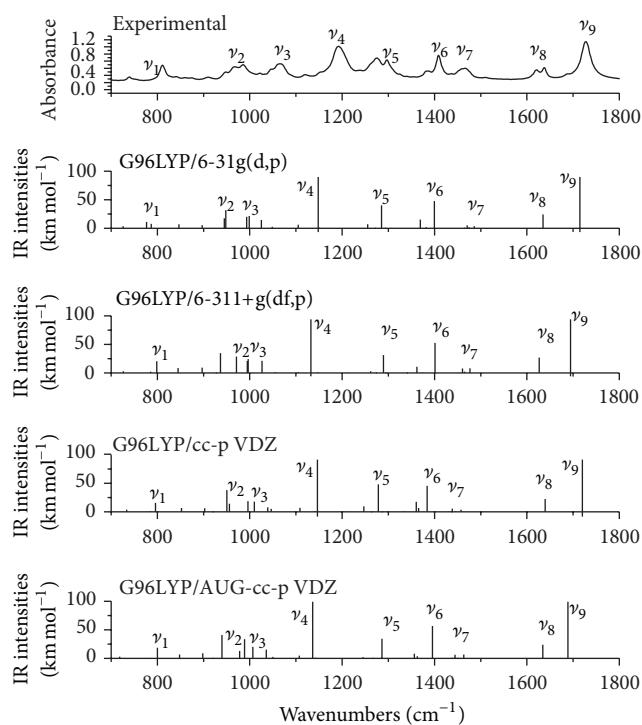 Experimental
Absorbance
1.2
0.8
0.4
0.0
ν1 ν2 ν3 ν4 ν5 ν6 ν7 ν8 ν9
800 1000 1200 1400 1600 1800
G96LYP/6-31g(d,p)
IR intensities
(km mol−1)
100
50
0
ν1 ν2 ν3 ν4 ν5 ν6 ν7 ν8 ν9
800 1000 1200 1400 1600 1800
G96LYP/6-311+g(df,p)
IR intensities
(km mol−1)
100
50
0
ν1 ν2 ν3 ν4 ν5 ν6 ν7 ν8 ν9
800 1000 1200 1400 1600 1800
G96LYP/cc-p VDZ
IR intensities
(km mol−1)
100
50
0
ν1 ν2 ν3 ν4 ν5 ν6 ν7 ν8 ν9
800 1000 1200 1400 1600 1800
G96LYP/AUG-cc-p VDZ
IR intensities
(km mol−1)
100
50
0
ν1 ν2 ν3 ν4 ν5 ν6 ν7 ν8 ν9
800 1000 1200 1400 1600 1800
Wavenumbers (cm−1)